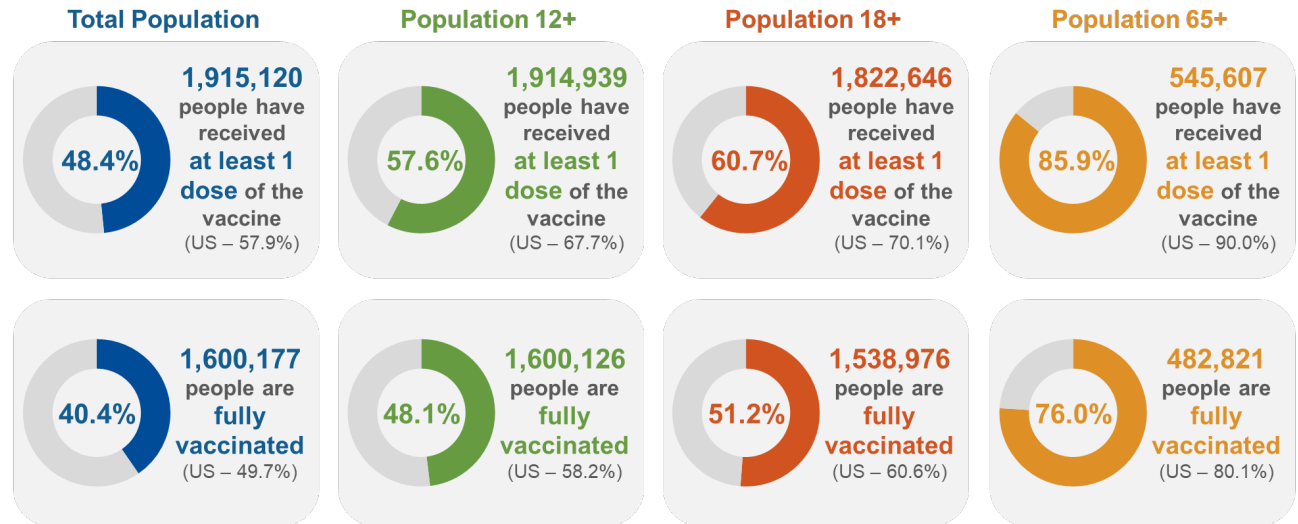 Total Population
Population 12+
Population 18+
Population 65+
48.4%
1,915,120
people have
received
at least 1
dose of the
vaccine
(US – 57.9%)
57.6%
1,914,939
people have
received
at least 1
dose of the
vaccine
(US – 67.7%)
60.7%
1,822,646
people have
received
at least 1
dose of the
vaccine
(US – 70.1%)
85.9%
545,607
people have
received
at least 1
dose of the
vaccine
(US – 90.0%)
40.4%
1,600,177
people are
fully
vaccinated
(US – 49.7%)
48.1%
1,600,126
people are
fully
vaccinated
(US – 58.2%)
51.2%
1,538,976
people are
fully
vaccinated
(US – 60.6%)
76.0%
482,821
people are
fully
vaccinated
(US – 80.1%)